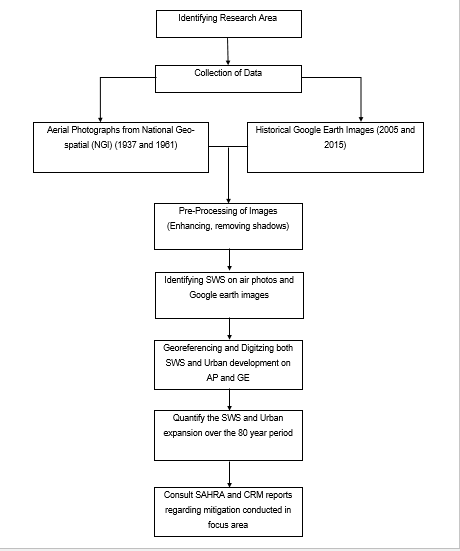 Identifying Research Area
Collection of Data
Aerial Photographs from National Geo-
spatial (NGI) (1937 and 1961)
Historical Google Earth Images (2005 and
2015)
Pre-Processing of Images
(Enhancing, removing shadows)
Identifying SWS on air photos and
Google earth images
Georeferencing and Digitzing both
SWS and Urban development on
AP and GE
Quantify the SWS and Urban
expansion over the 80 year period
Consult SAHRA and CRM reports
regarding mitigation conducted in
focus area